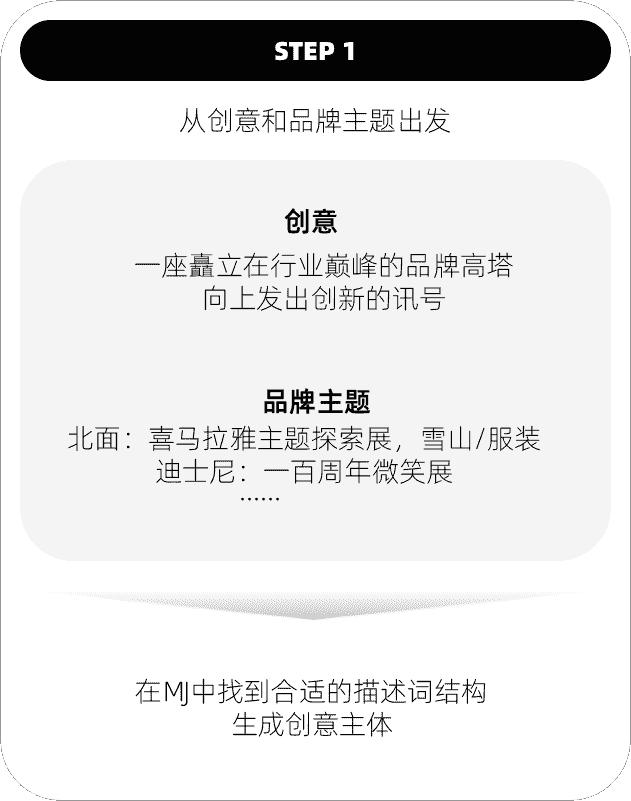 STEP 1
从创意和品牌主题出发
创意
一座矗立在行业巅峰的品牌高塔
向上发出创新的讯号
品牌主题
北面：喜马拉雅主题探索展，雪山/服装
迪士尼：一百周年微笑展
······
在MJ中找到合适的描述词结构
生成创意主体